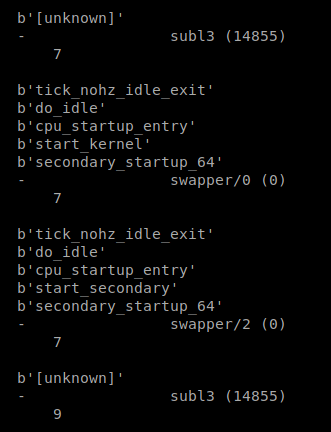 b'[unknown]'
-                subl3 (14855)
    7

b'tick_nohz_idle_exit'
b'do_idle'
b'cpu_startup_entry'
b'start_kernel'
b'secondary_startup_64'
-                swapper/0 (0)
    7

b'tick_nohz_idle_exit'
b'do_idle'
b'cpu_startup_entry'
b'start_secondary'
b'secondary_startup_64'
-                swapper/2 (0)
    7

b'[unknown]'
-                subl3 (14855)
    9